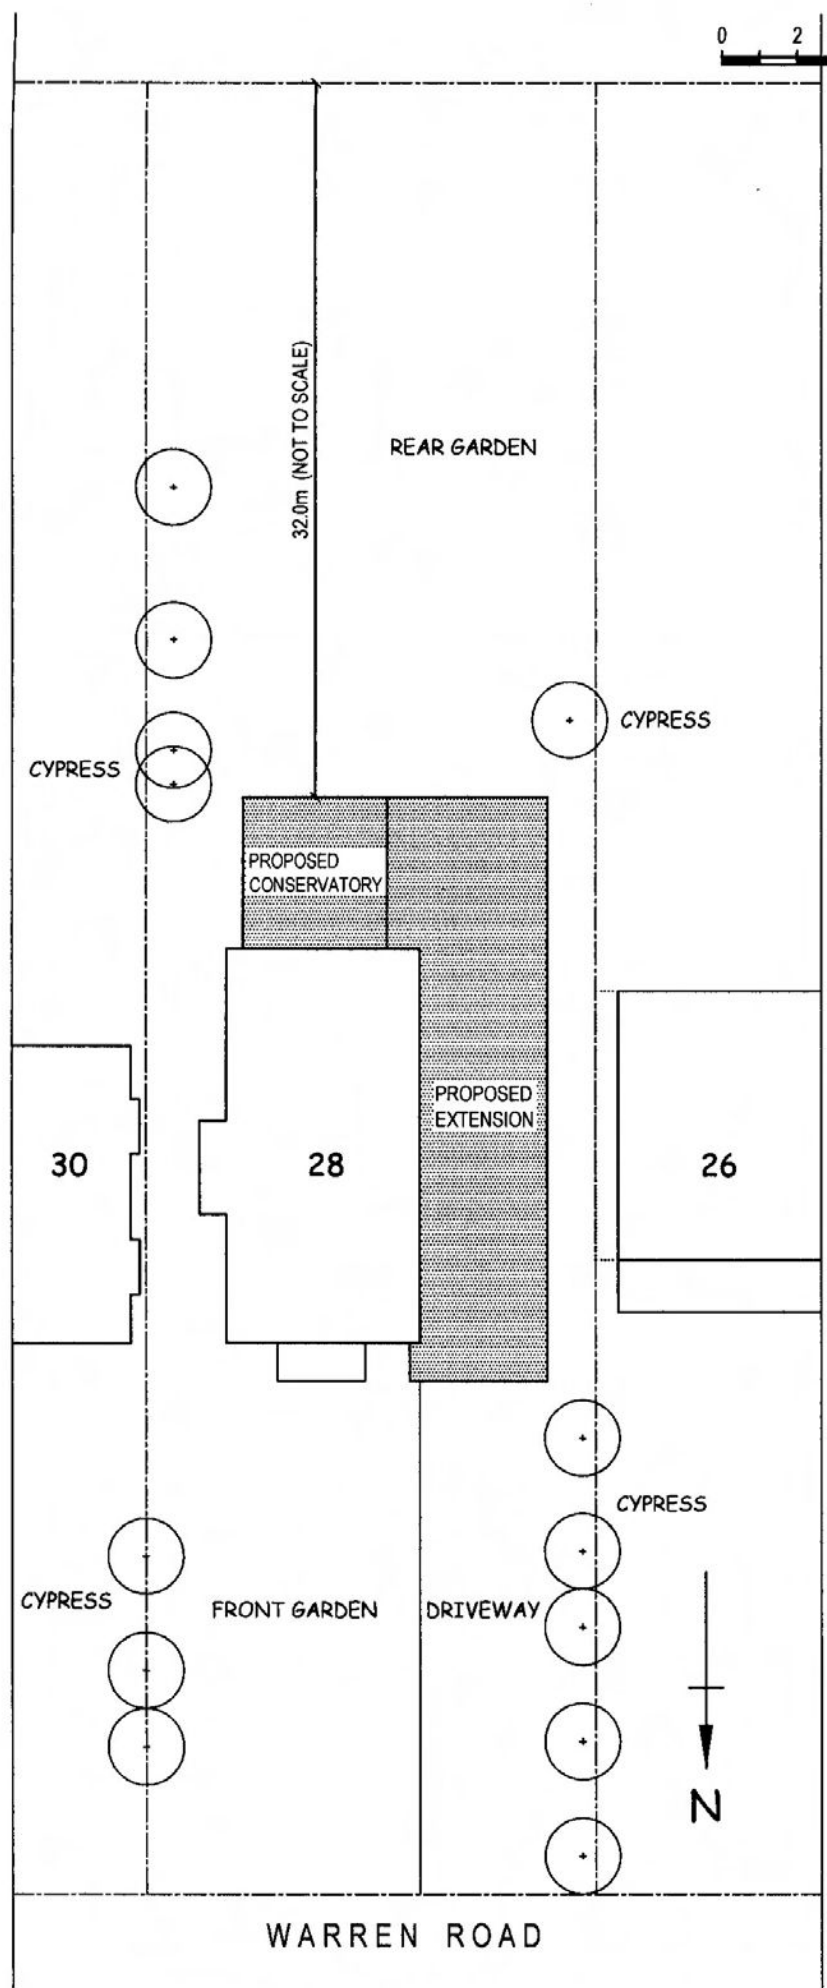 0 2
32.0m (NOT TO SCALE)
REAR GARDEN
CYPRESS
CYPRESS
PROPOSED
CONSERVATORY
PROPOSED
EXTENSION
30
28
26
CYPRESS
CYPRESS
FRONT GARDEN
DRIVEWAY
N
WARREN ROAD